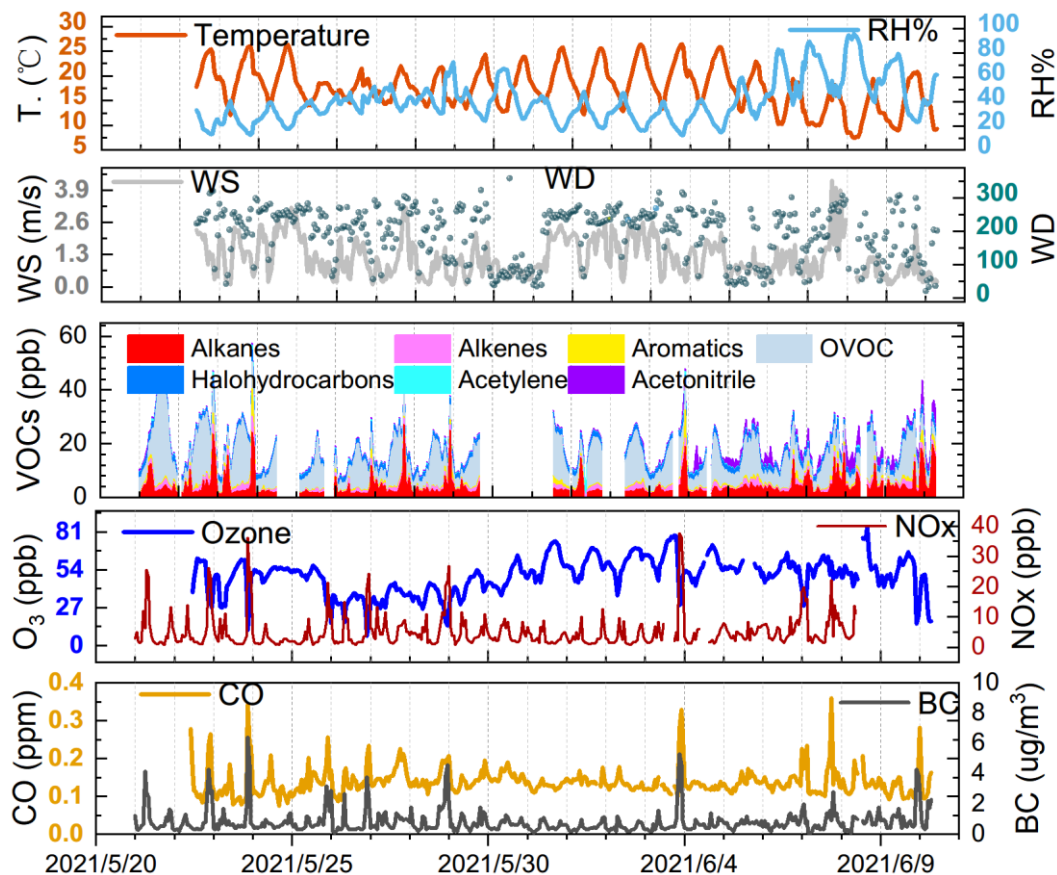 Temperature
RH%
30
25
20
15
10
5
T. (℃)
100
80
60
40
20
0
RH%
WS
WD
3.9
2.6
1.3
0.0
WS (m/s)
300
200
100
0
WD
60
40
20
0
VOCs (ppb)
Alkanes
Alkenes
Aromatics
OVOC
Halohydrocarbons
Acetylene
Acetonitrile
Ozone
NOx
81
54
27
0
O₃ (ppb)
40
30
20
10
0
NOx (ppb)
CO
BC
0.4
0.3
0.2
0.1
0.0
CO (ppm)
10
8
6
4
2
0
BC (ug/m³)
2021/5/20
2021/5/25
2021/5/30
2021/6/4
2021/6/9